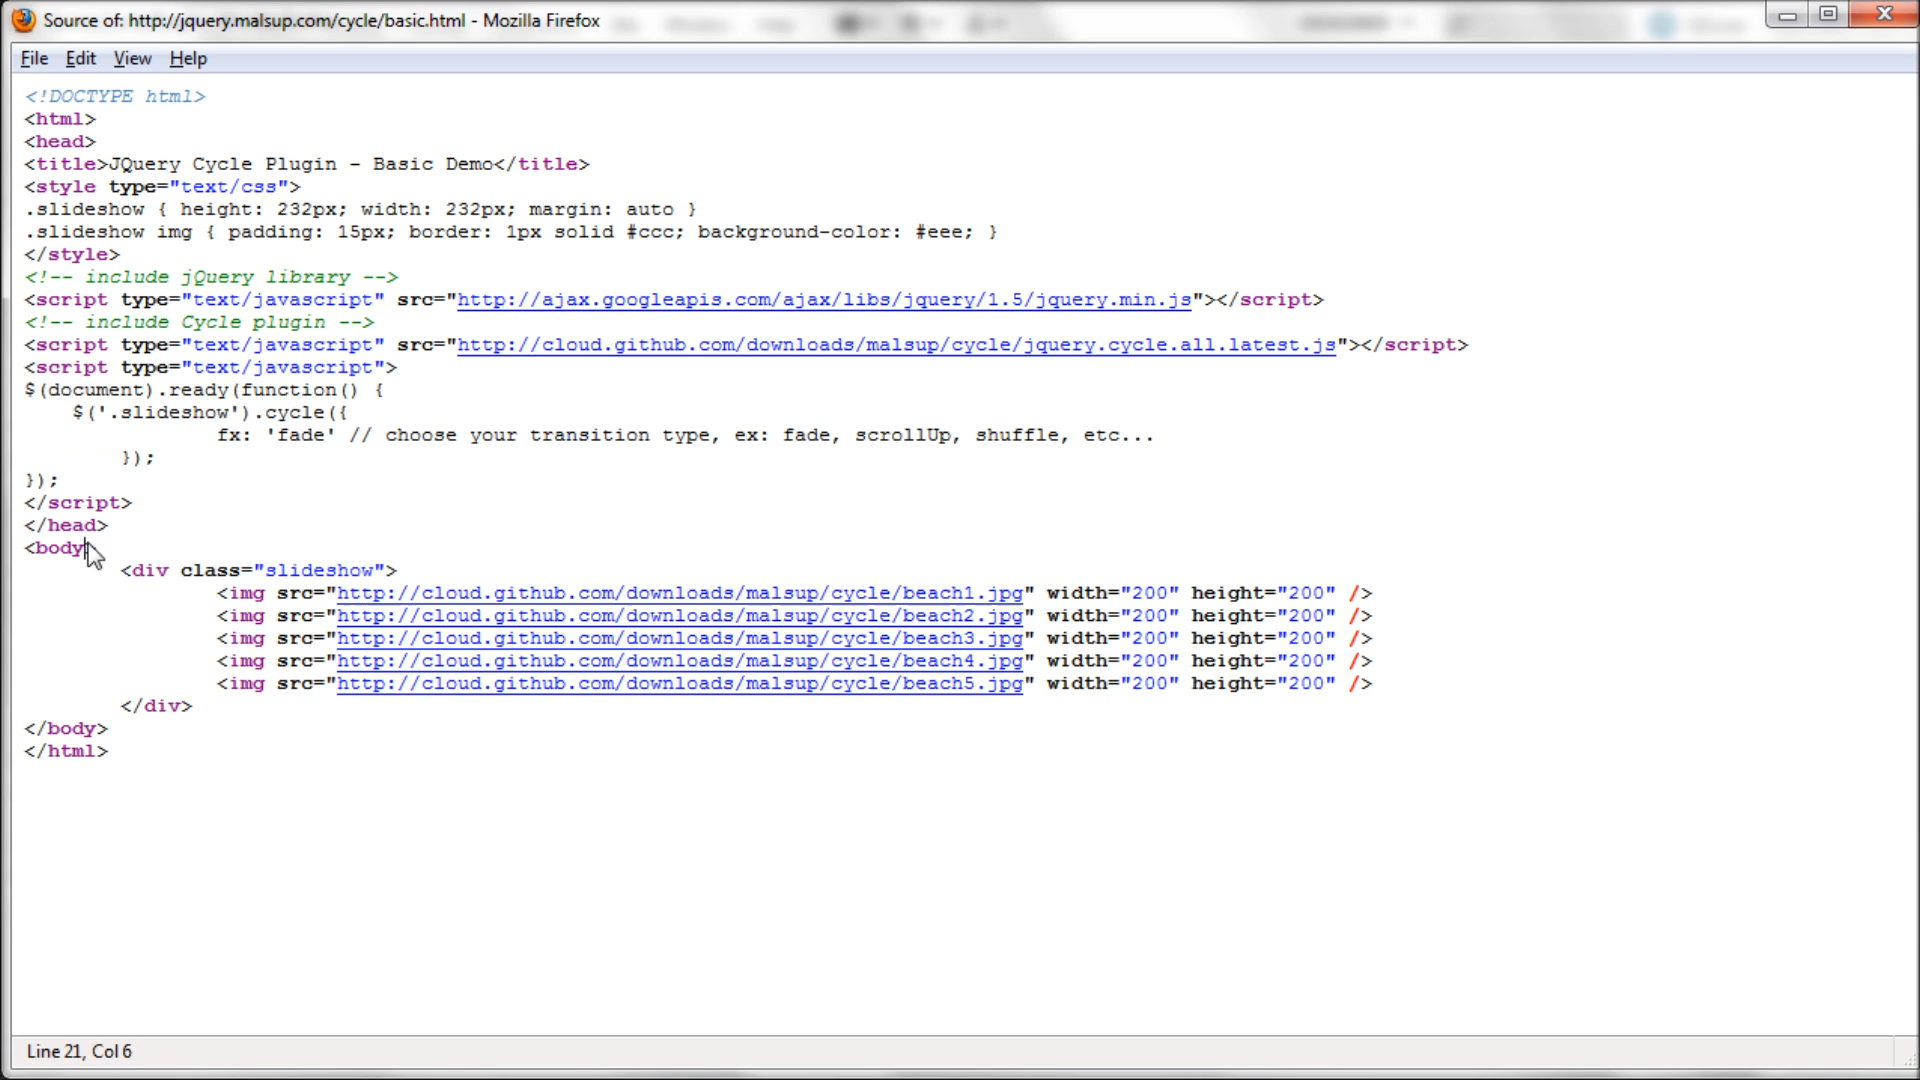 Source of: http://jquery.malsup.com/cycle/basic.html - Mozilla Firefox
File Edit View Help
<!DOCTYPE html>
<html>
<head>
<title>JQuery Cycle Plugin - Basic Demo</title>
<style type="text/css">
.slideshow { height: 232px; width: 232px; margin: auto }
.slideshow img { padding: 15px; border: 1px solid #ccc; background-color: #eee; }
</style>
<!-- include jQuery library -->
<script type="text/javascript" src="http://ajax.googleapis.com/ajax/libs/jquery/1.5/jquery.min.js"></script>
<!-- include Cycle plugin -->
<script type="text/javascript" src="http://cloud.github.com/downloads/malsup/cycle/jquery.cycle.all.latest.js"></script>
<script type="text/javascript">
$(document).ready(function() {
    $('.slideshow').cycle({
		fx: 'fade' // choose your transition type, ex: fade, scrollUp, shuffle, etc...
	});
});
</script>
</head>
<body
	<div class="slideshow">
		<img src="http://cloud.github.com/downloads/malsup/cycle/beach1.jpg" width="200" height="200" />
		<img src="http://cloud.github.com/downloads/malsup/cycle/beach2.jpg" width="200" height="200" />
		<img src="http://cloud.github.com/downloads/malsup/cycle/beach3.jpg" width="200" height="200" />
		<img src="http://cloud.github.com/downloads/malsup/cycle/beach4.jpg" width="200" height="200" />
		<img src="http://cloud.github.com/downloads/malsup/cycle/beach5.jpg" width="200" height="200" />
	</div>
</body>
</html>
Line 21, Col 6